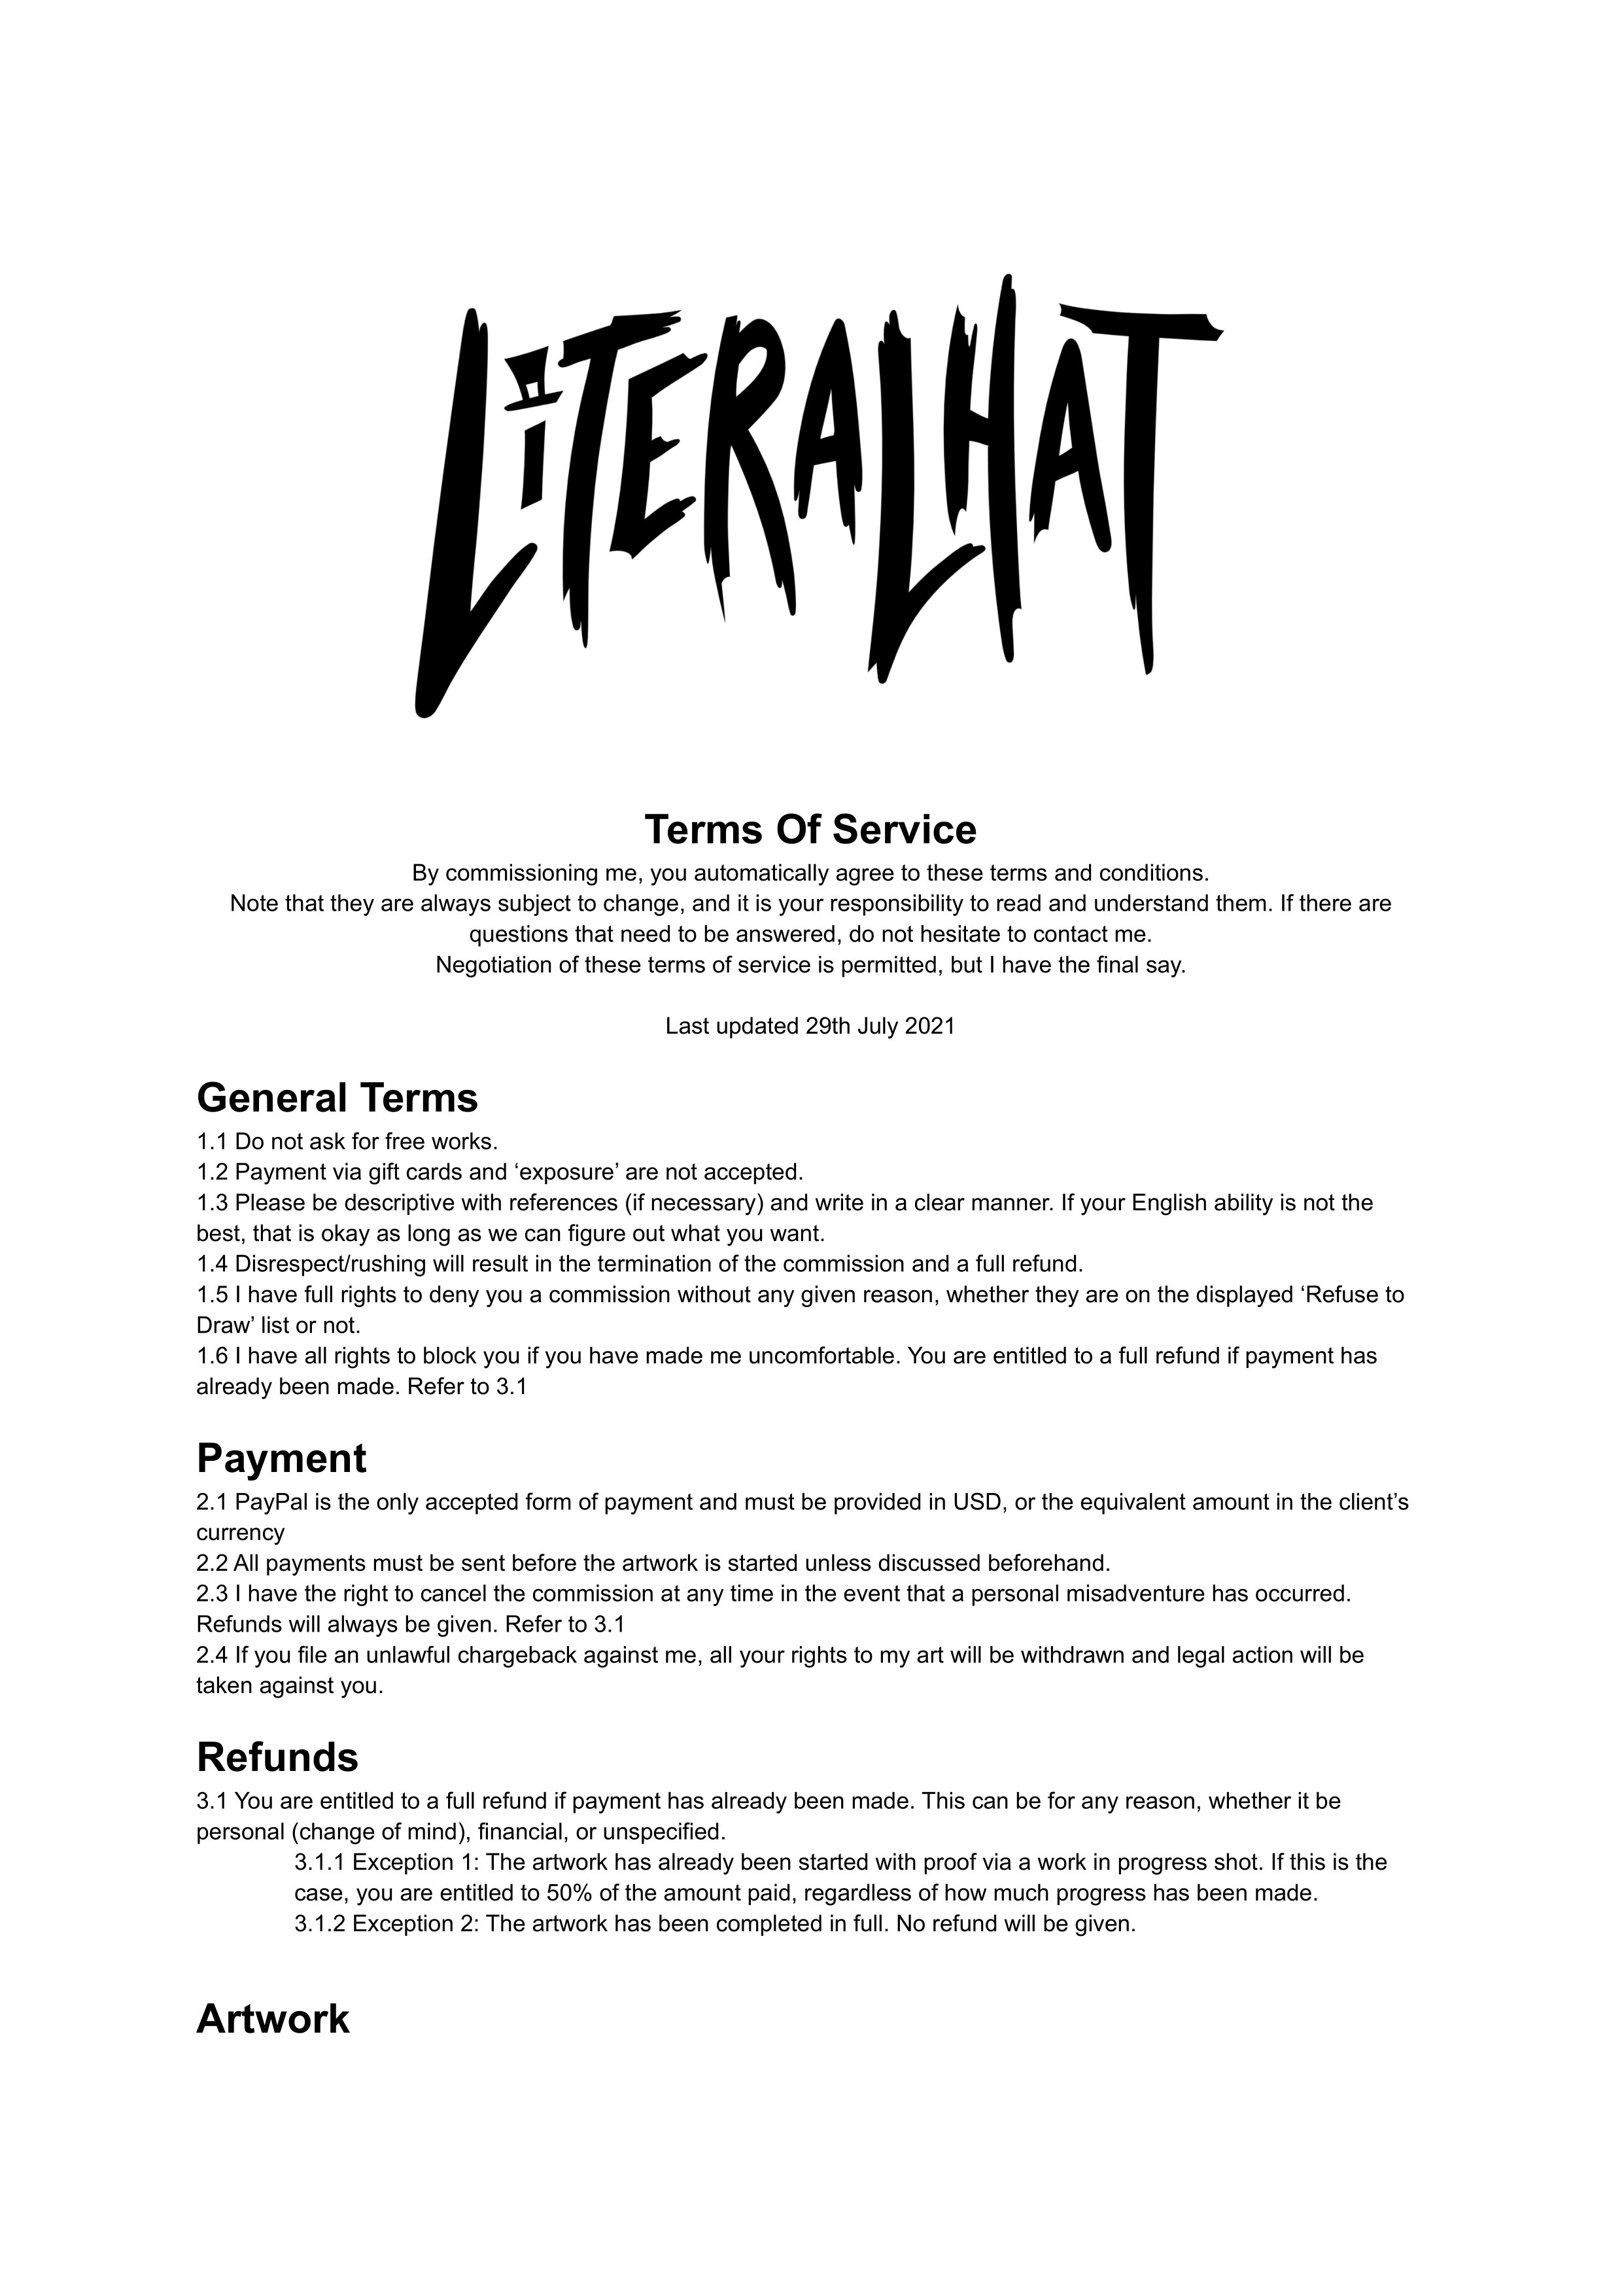 LiTERALHAT
Terms Of Service
By commissioning me, you automatically agree to these terms and conditions.
Note that they are always subject to change, and it is your responsibility to read and understand them. If there are
questions that need to be answered, do not hesitate to contact me.
Negotiation of these terms of service is permitted, but I have the final say.
Last updated 29th July 2021
General Terms
1.1 Do not ask for free works.
1.2 Payment via gift cards and ‘exposure’ are not accepted.
1.3 Please be descriptive with references (if necessary) and write in a clear manner. If your English ability is not the
best, that is okay as long as we can figure out what you want.
1.4 Disrespect/rushing will result in the termination of the commission and a full refund.
1.5 I have full rights to deny you a commission without any given reason, whether they are on the displayed ‘Refuse to
Draw’ list or not.
1.6 I have all rights to block you if you have made me uncomfortable. You are entitled to a full refund if payment has
already been made. Refer to 3.1
Payment
2.1 PayPal is the only accepted form of payment and must be provided in USD, or the equivalent amount in the client’s
currency
2.2 All payments must be sent before the artwork is started unless discussed beforehand.
2.3 I have the right to cancel the commission at any time in the event that a personal misadventure has occurred.
Refunds will always be given. Refer to 3.1
2.4 If you file an unlawful chargeback against me, all your rights to my art will be withdrawn and legal action will be
taken against you.
Refunds
3.1 You are entitled to a full refund if payment has already been made. This can be for any reason, whether it be
personal (change of mind), financial, or unspecified.
3.1.1 Exception 1: The artwork has already been started with proof via a work in progress shot. If this is the
case, you are entitled to 50% of the amount paid, regardless of how much progress has been made.
3.1.2 Exception 2: The artwork has been completed in full. No refund will be given.
Artwork